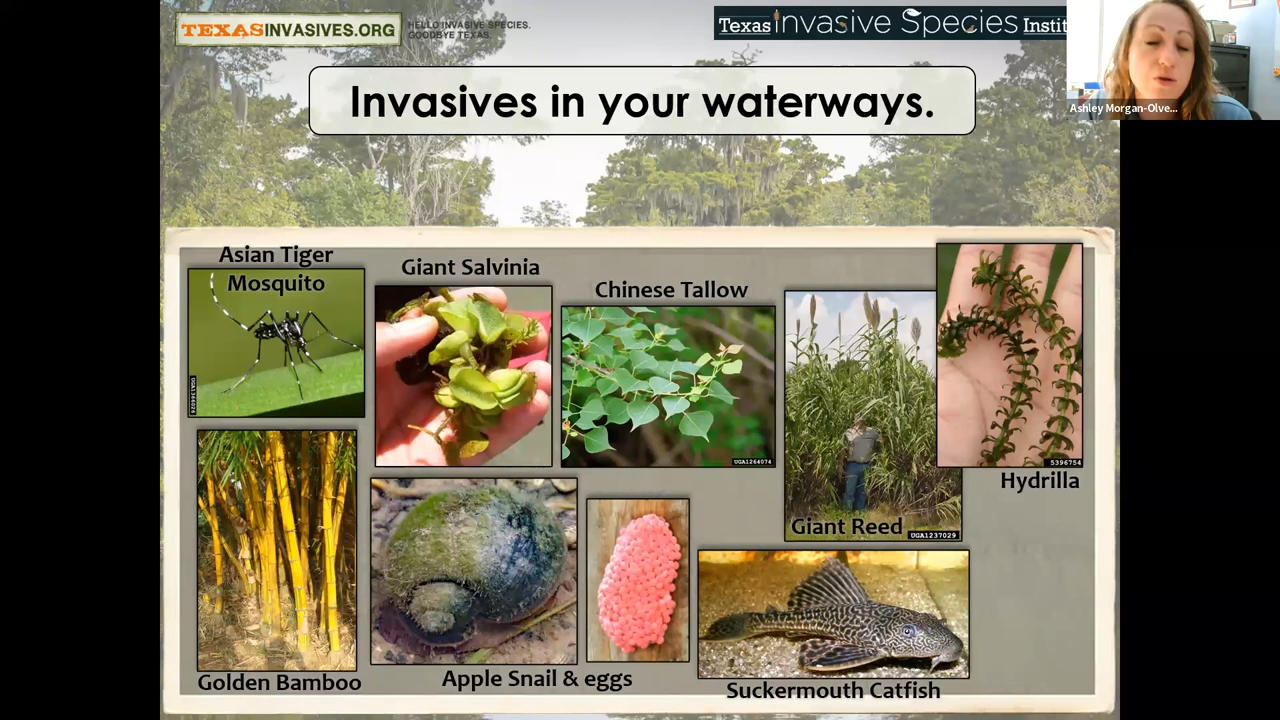 TEXASINVASIVES.ORG
HELLO INVASIVE SPECIES.
GOODBYE TEXAS.
Texas Invasive Species Instit
Ashley Morgan-Olve...
Invasives in your waterways.
Asian Tiger
Mosquito
Giant Salvinia
Chinese Tallow
UGA1264074
Giant Reed
UGA1237029
5396754
Hydrilla
Golden Bamboo
Apple Snail & eggs
Suckermouth Catfish